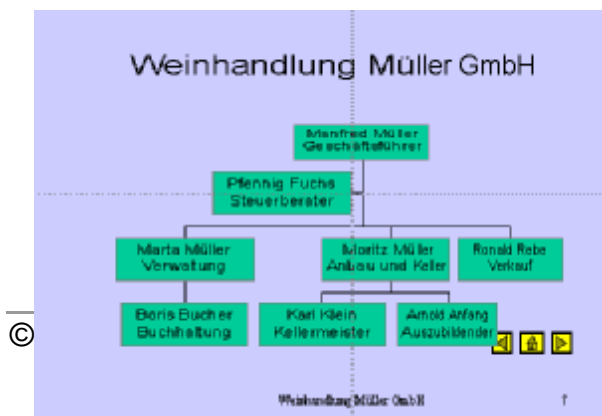 Weinhandlung Müller GmbH
Manfred Müller
Geschäftsführer
Pfennig Fuchs
Steuerberater
Marta Müller
Verwaltung
Moritz Müller
Anbau und Keller
Ronald Rebe
Verkauf
Boris Bucher
Buchhaltung
Karl Klein
Kellermeister
Arnold Anfang
Auszubildender
©
Weinhandlung Müller GmbH